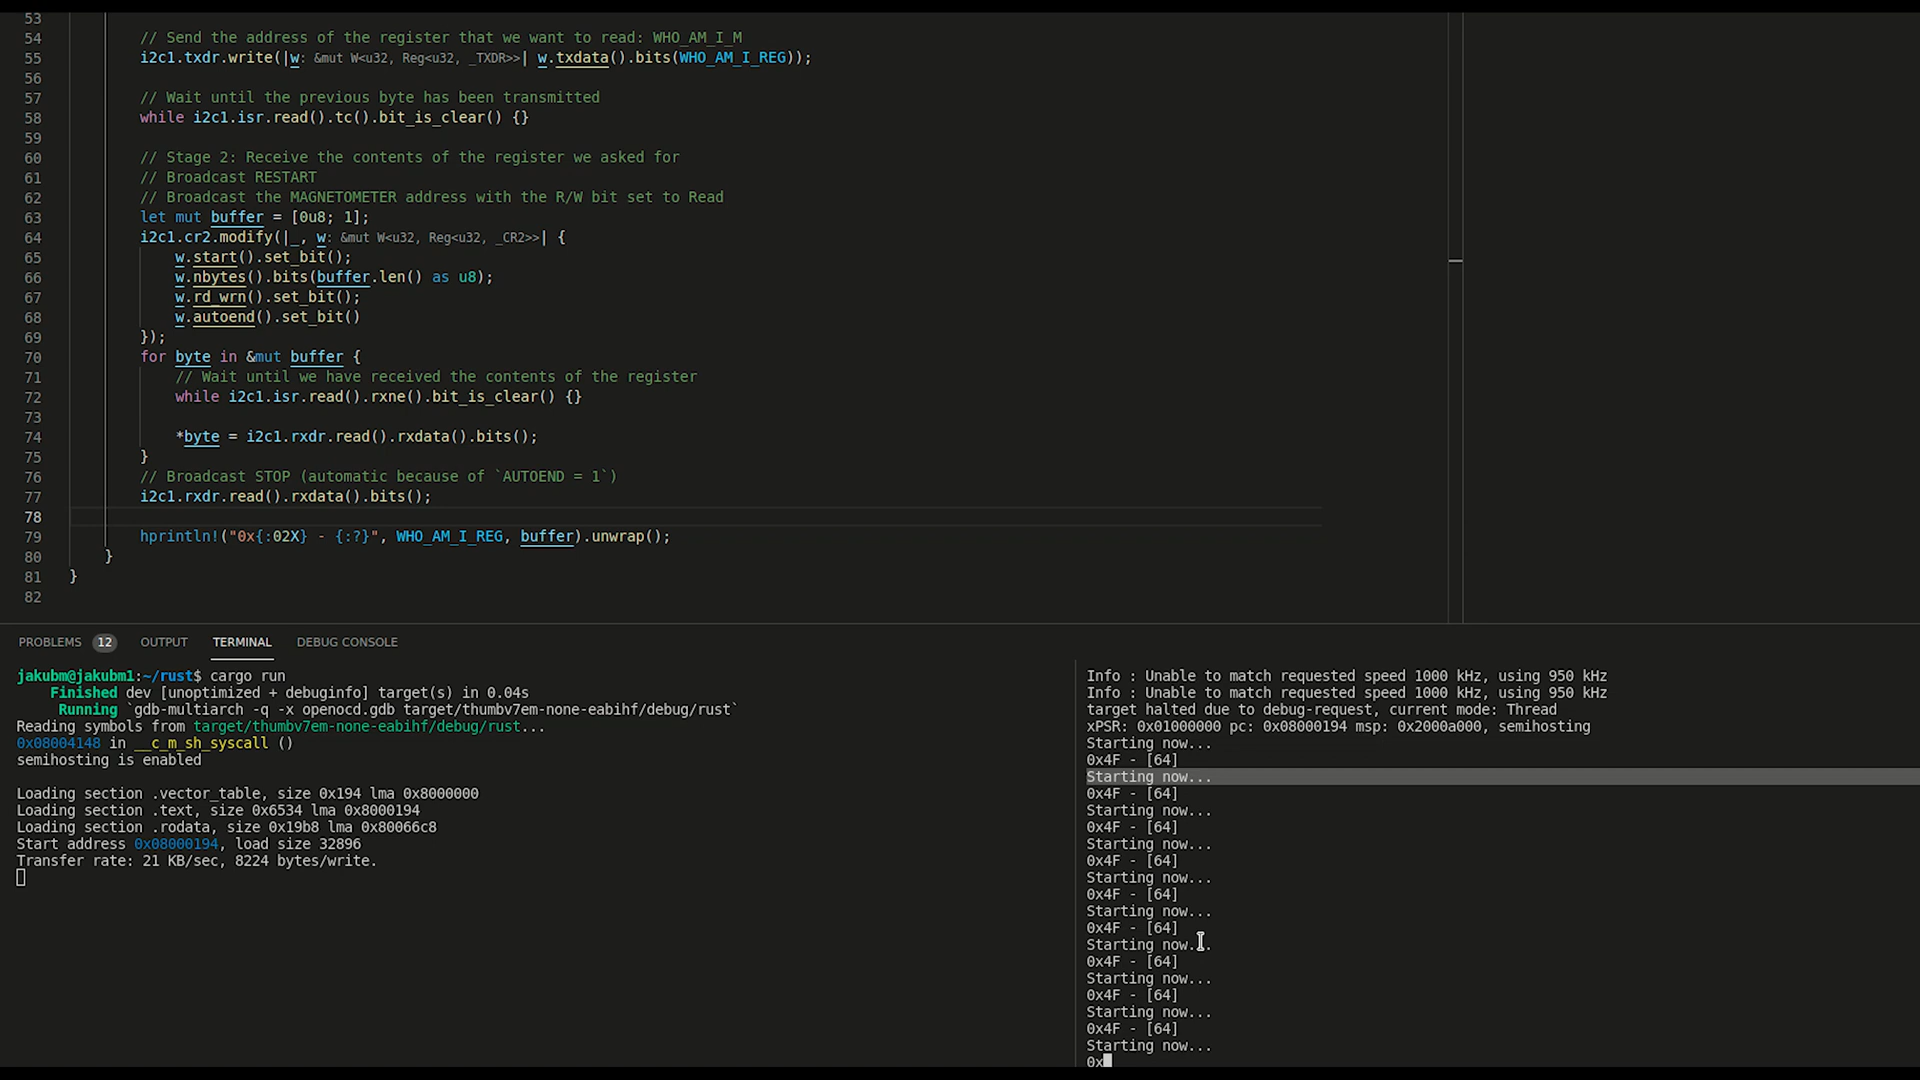 53
54 // Send the address of the register that we want to read: WHO_AM_I_M
55 i2c1.txdr.write(|w: &mut W<u32, Reg<u32, _TXDR>>| w.txdata().bits(WHO_AM_I_REG));
56
57 // Wait until the previous byte has been transmitted
58 while i2c1.isr.read().tc().bit_is_clear() {}
59
60 // Stage 2: Receive the contents of the register we asked for
61 // Broadcast RESTART
62 // Broadcast the MAGNETOMETER address with the R/W bit set to Read
63 let mut buffer = [0u8; 1];
64 i2c1.cr2.modify(|_, w: &mut W<u32, Reg<u32, _CR2>>| {
65 w.start().set_bit();
66 w.nbytes().bits(buffer.len() as u8);
67 w.rd_wrn().set_bit();
68 w.autoend().set_bit()
69 });
70 for byte in &mut buffer {
71 // Wait until we have received the contents of the register
72 while i2c1.isr.read().rxne().bit_is_clear() {}
73
74 *byte = i2c1.rxdr.read().rxdata().bits();
75 }
76 // Broadcast STOP (automatic because of `AUTOEND = 1`)
77 i2c1.rxdr.read().rxdata().bits();
78
79 hprintln!("0x{:02X} - {:?}", WHO_AM_I_REG, buffer).unwrap();
80 }
81 }
82
PROBLEMS 12 OUTPUT TERMINAL DEBUG CONSOLE
jakubm@jakubm1:~/rust$ cargo run
Finished dev [unoptimized + debuginfo] target(s) in 0.04s
Running `gdb-multiarch -q -x openocd.gdb target/thumbv7em-none-eabihf/debug/rust`
Reading symbols from target/thumbv7em-none-eabihf/debug/rust...
0x08004148 in __c_m_sh_syscall ()
semihosting is enabled
Loading section .vector_table, size 0x194 lma 0x8000000
Loading section .text, size 0x6534 lma 0x8000194
Loading section .rodata, size 0x19b8 lma 0x80066c8
Start address 0x08000194, load size 32896
Transfer rate: 21 KB/sec, 8224 bytes/write.
Info : Unable to match requested speed 1000 kHz, using 950 kHz
Info : Unable to match requested speed 1000 kHz, using 950 kHz
target halted due to debug-request, current mode: Thread
xPSR: 0x01000000 pc: 0x08000194 msp: 0x2000a000, semihosting
Starting now...
0x4F - [64]
Starting now...
0x4F - [64]
Starting now...
0x4F - [64]
Starting now...
0x4F - [64]
Starting now...
0x4F - [64]
Starting now...
0x4F - [64]
Starting now...
0x4F - [64]
Starting now...
0x4F - [64]
Starting now...
0x4F - [64]
Starting now...
0x